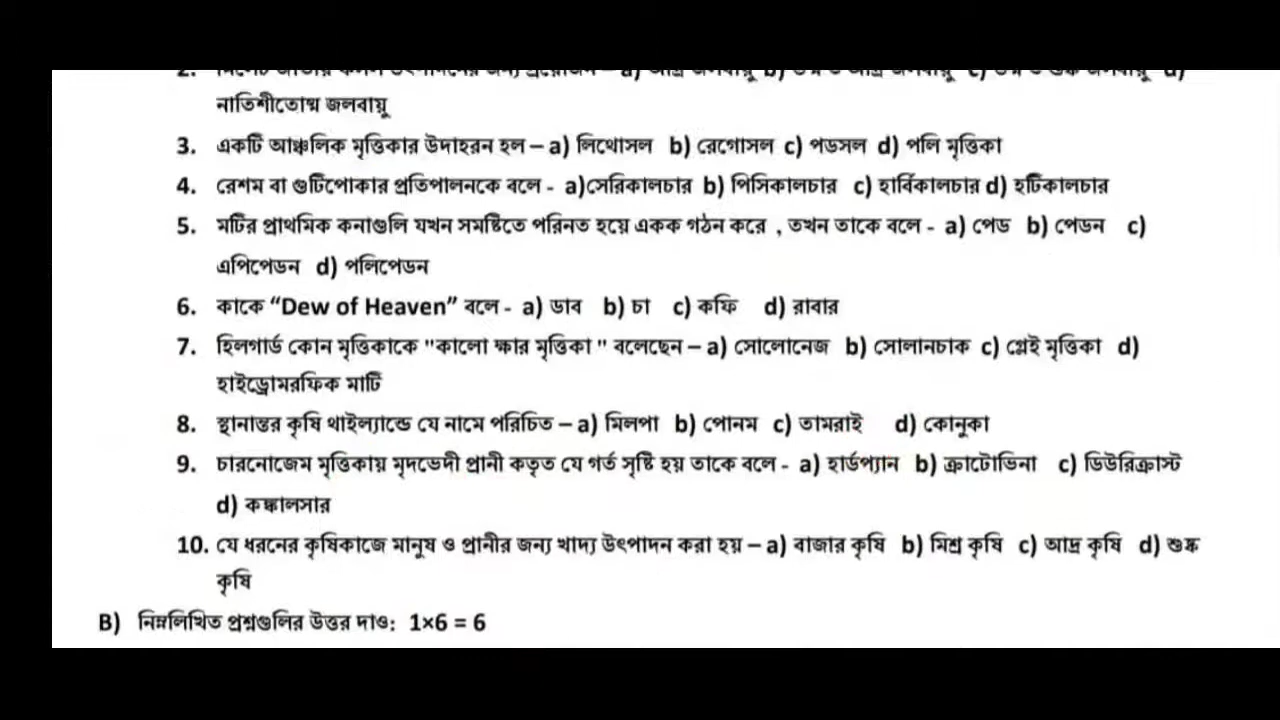 নাতিশীতোষ্ণ জলবায়ু
3. একটি আঞ্চলিক মৃত্তিকার উদাহরন হল – a) লিথোসল b) রেগোসল c) পডসল d) পলি মৃত্তিকা
4. রেশম বা গুটিপোকার প্রতিপালনকে বলে - a)সেরিকালচার b) পিসিকালচার c) হার্বিকালচার d) হর্টিকালচার
5. মটির প্রাথমিক কনাগুলি যখন সমষ্টিতে পরিনত হয়ে একক গঠন করে , তখন তাকে বলে - a) পেড b) পেডন c)
এপিপেডন d) পলিপেডন
6. কাকে “Dew of Heaven” বলে - a) ডাব b) চা c) কফি d) রাবার
7. হিলগার্ড কোন মৃত্তিকাকে "কালো ক্ষার মৃত্তিকা " বলেছেন – a) সোলোনেজ b) সোলানচাক c) গ্লেই মৃত্তিকা d)
হাইড্রোমরফিক মাটি
8. স্থানান্তর কৃষি থাইল্যান্ডে যে নামে পরিচিত – a) মিলপা b) পোনম c) তামরাই d) কোনুকা
9. চারনোজেম মৃত্তিকায় মৃদভেদী প্রানী কতৃত যে গর্ত সৃষ্টি হয় তাকে বলে - a) হার্ডপ্যান b) ক্রাটোভিনা c) ডিউরিক্রাস্ট
d) কঙ্কালসার
10. যে ধরনের কৃষিকাজে মানুষ ও প্রানীর জন্য খাদ্য উৎপাদন করা হয় – a) বাজার কৃষি b) মিশ্র কৃষি c) আদ্র কৃষি d) শুষ্ক
কৃষি
B) নিম্নলিখিত প্রশ্নগুলির উত্তর দাও: 1×6 = 6